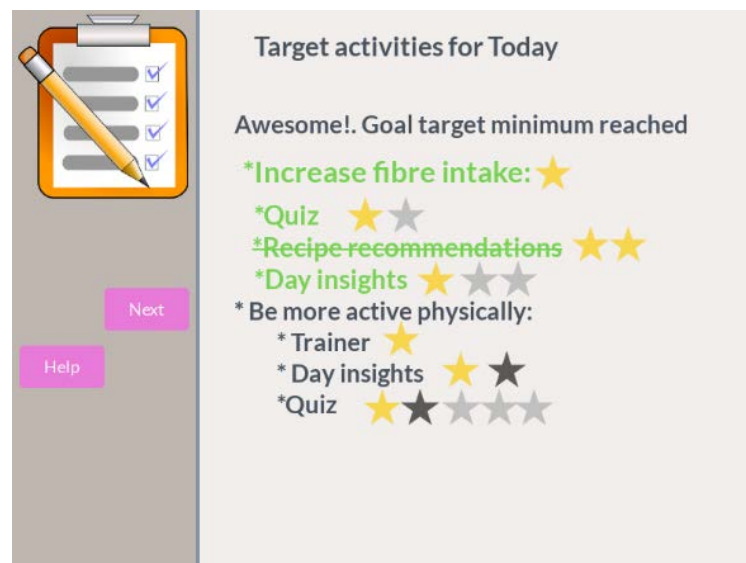 Target activities for Today
Awesome!. Goal target minimum reached
*Increase fibre intake:
*Quiz
*Recipe recommendations
*Day insights
* Be more active physically:
* Trainer
* Day insights
*Quiz
Next
Help